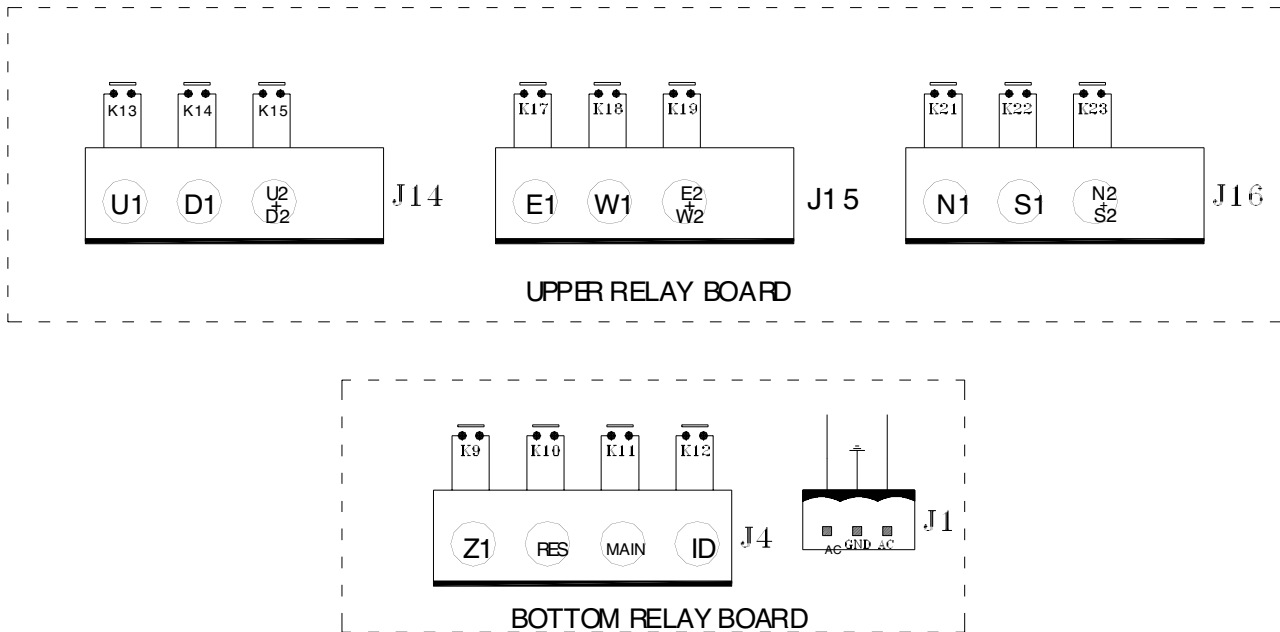 K13 K14 K15 K17 K18 K19 K21 K22 K23
U1 D1 U2 + D2 J14 E1 W1 E2 + W2 J15 N1 S1 N2 + S2 J16
UPPER RELAY BOARD
K9 K10 K11 K12
Z1 RES MAIN ID J4 J1
AC GND AC
BOTTOM RELAY BOARD